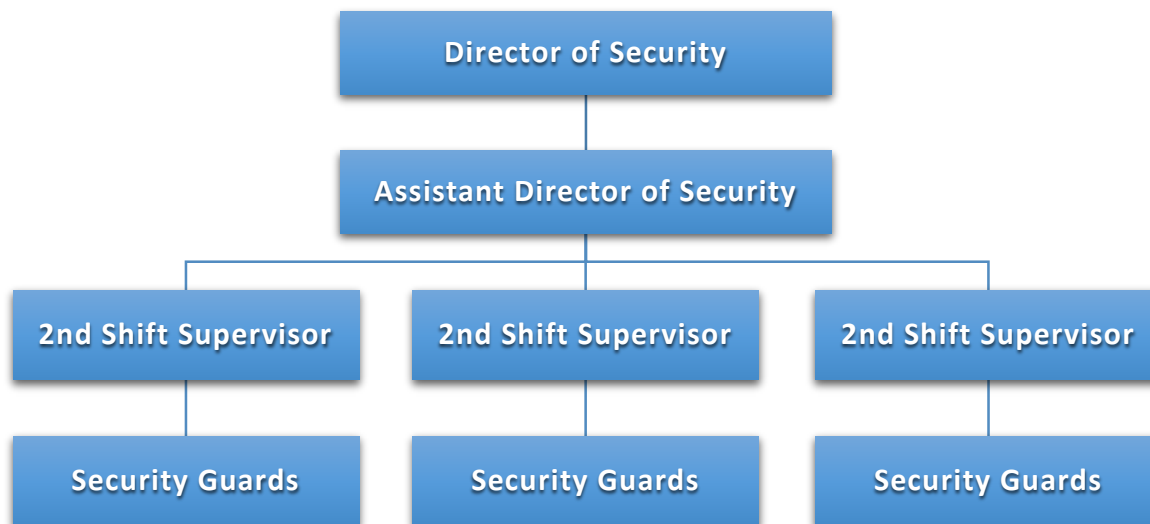 Director of Security
Assistant Director of Security
2nd Shift Supervisor
2nd Shift Supervisor
2nd Shift Supervisor
Security Guards
Security Guards
Security Guards